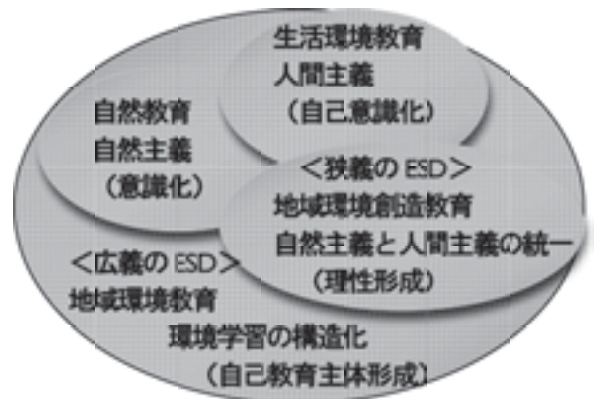 生活環境教育
人間主義
（自己意識化）
自然教育
自然主義
（意識化）
＜狭義の ESD＞
地域環境創造教育
自然主義と人間主義の統一
（理性形成）
＜広義の ESD＞
地域環境教育
環境学習の構造化
（自己教育主体形成）